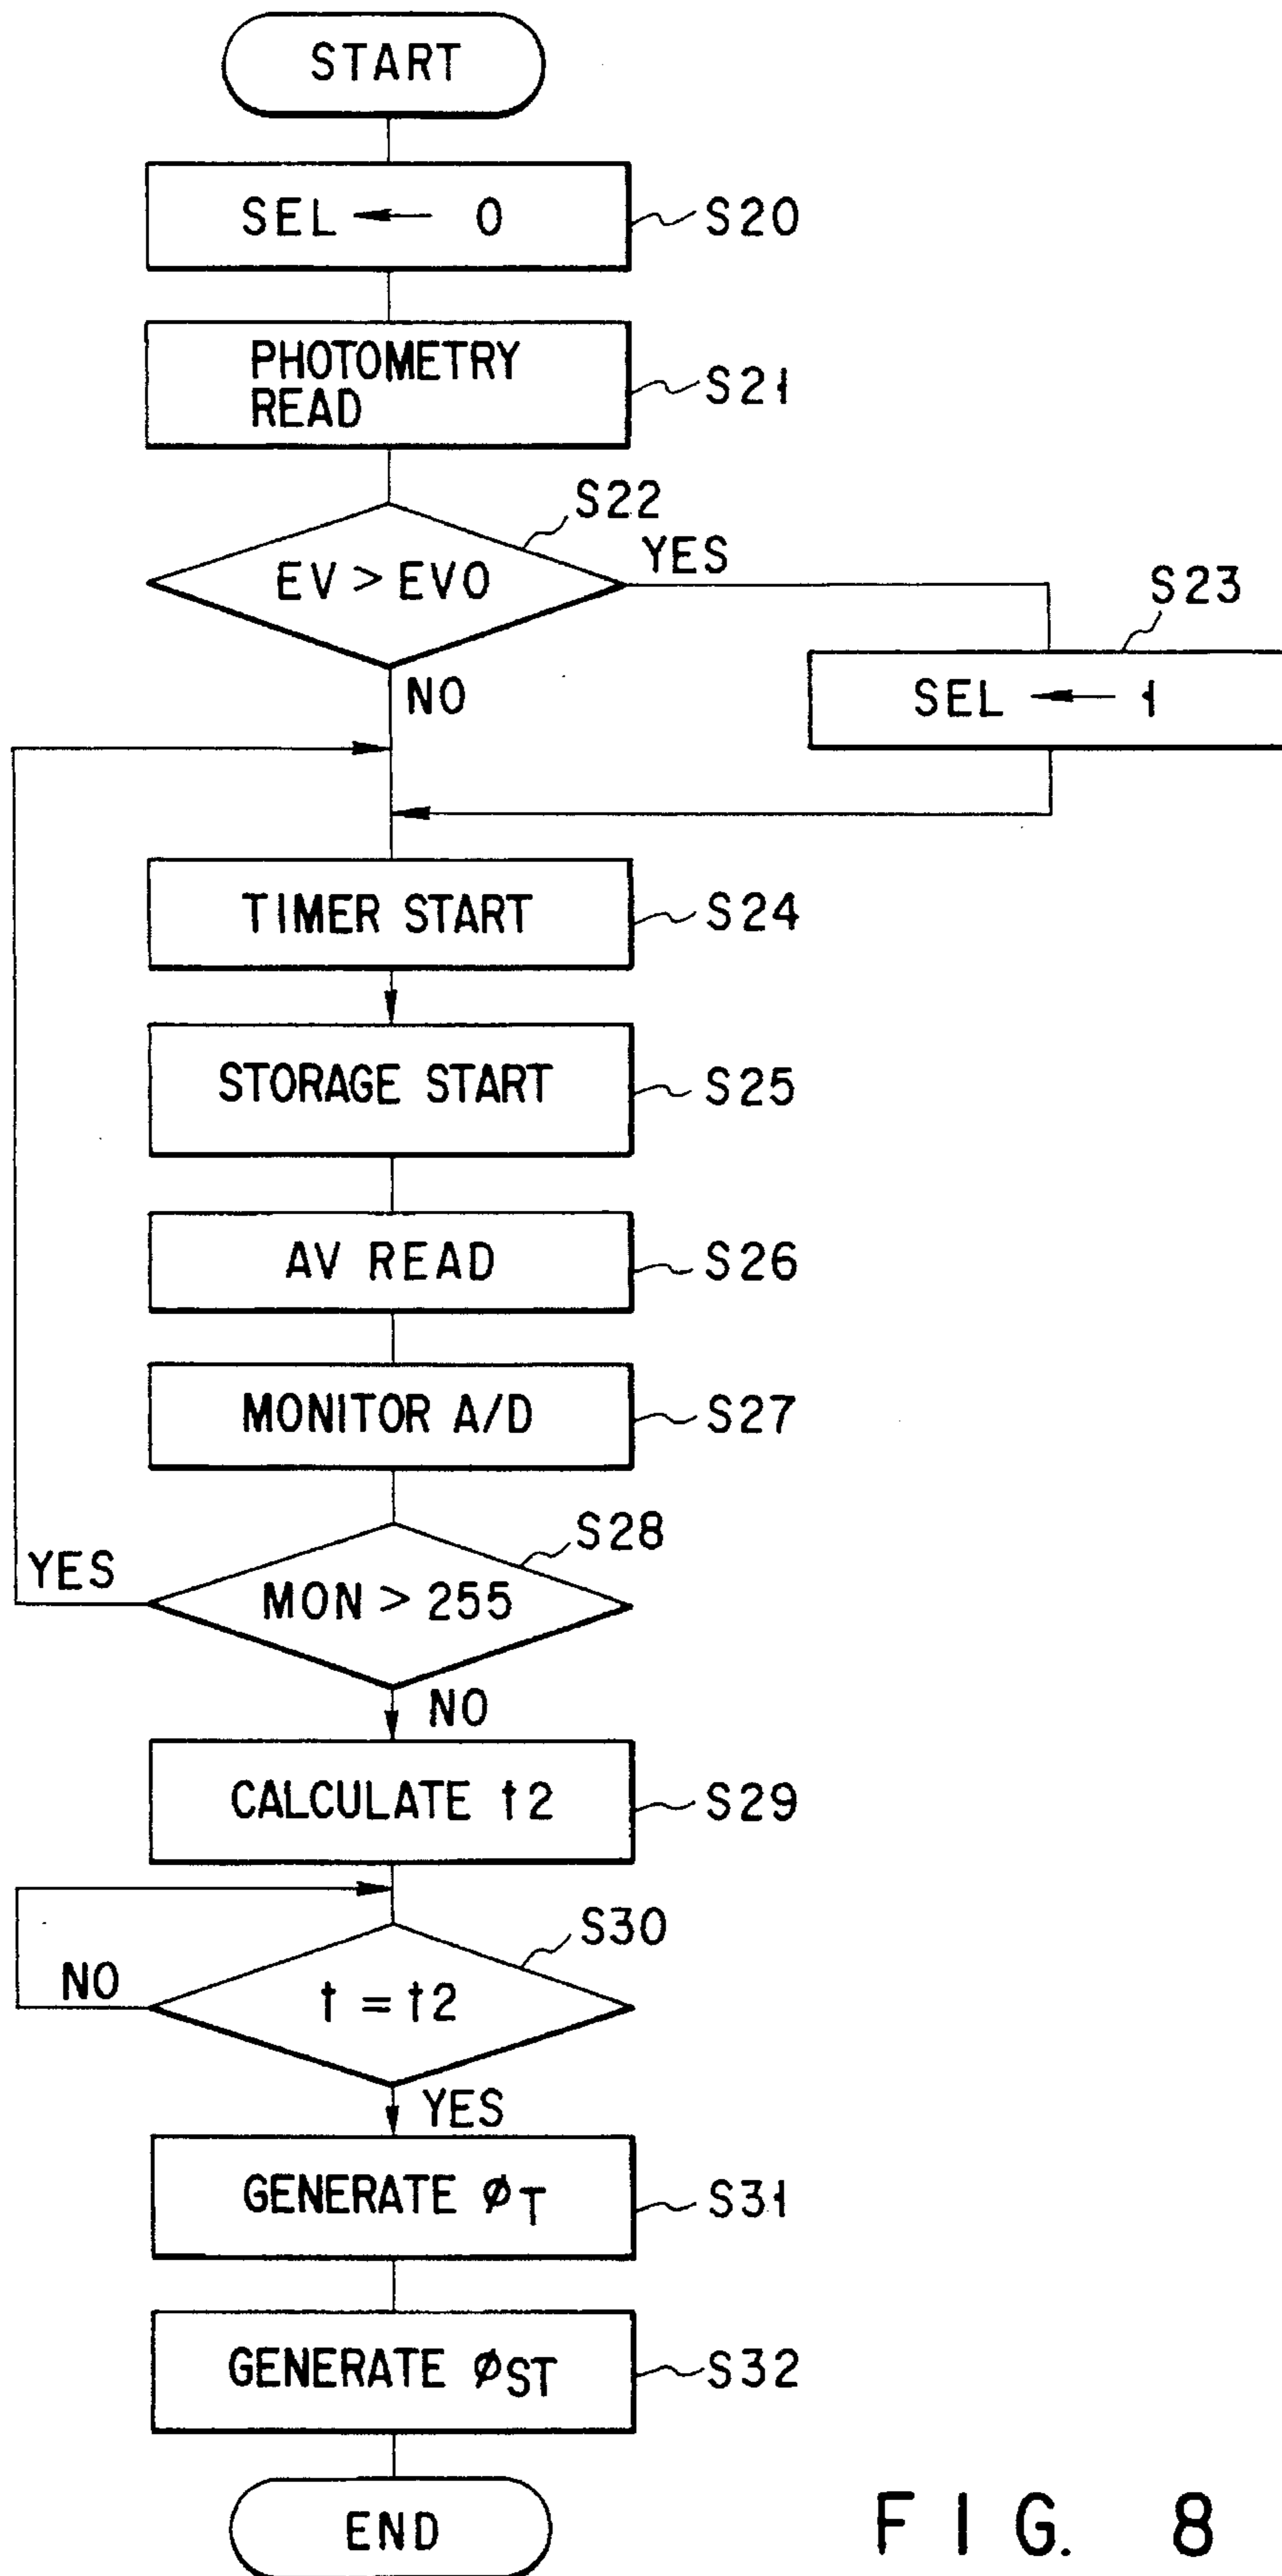 START
SEL ← 0
S20
PHOTOMETRY
READ
S21
S22
EV > EVO
YES
NO
S23
SEL ← 1
TIMER START
S24
STORAGE START
S25
AV READ
S26
MONITOR A/D
S27
S28
YES
MON > 255
NO
CALCULATE t2
S29
S30
NO
t = t2
YES
GENERATE ØT
S31
GENERATE ØST
S32
END
FIG. 8